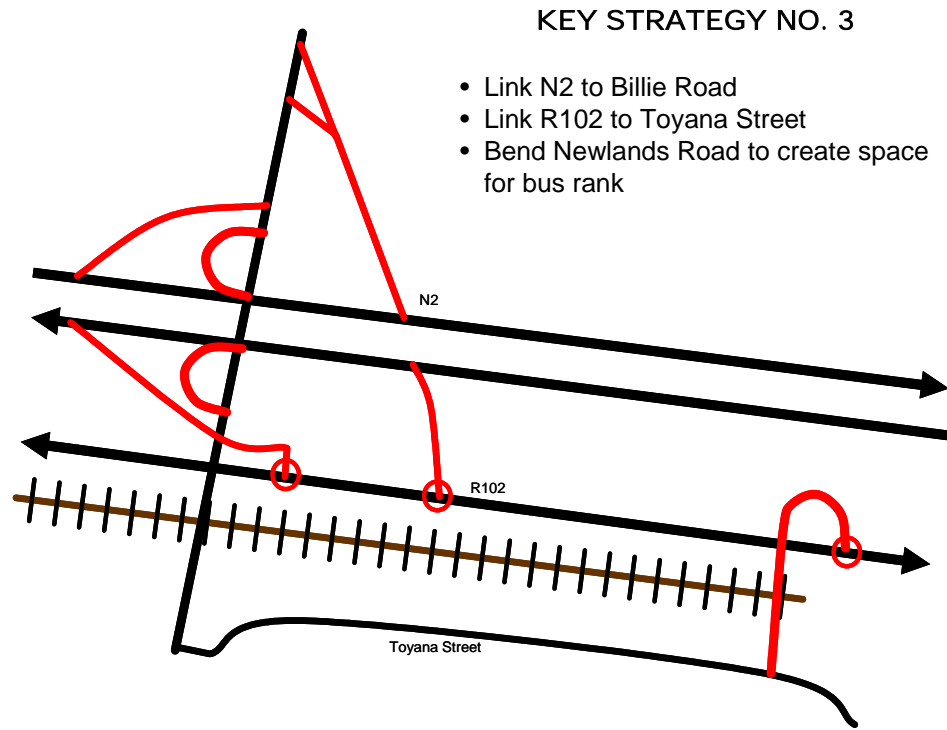 KEY STRATEGY NO. 3
• Link N2 to Billie Road
• Link R102 to Toyana Street
• Bend Newlands Road to create space
for bus rank
N2
R102
Toyana Street